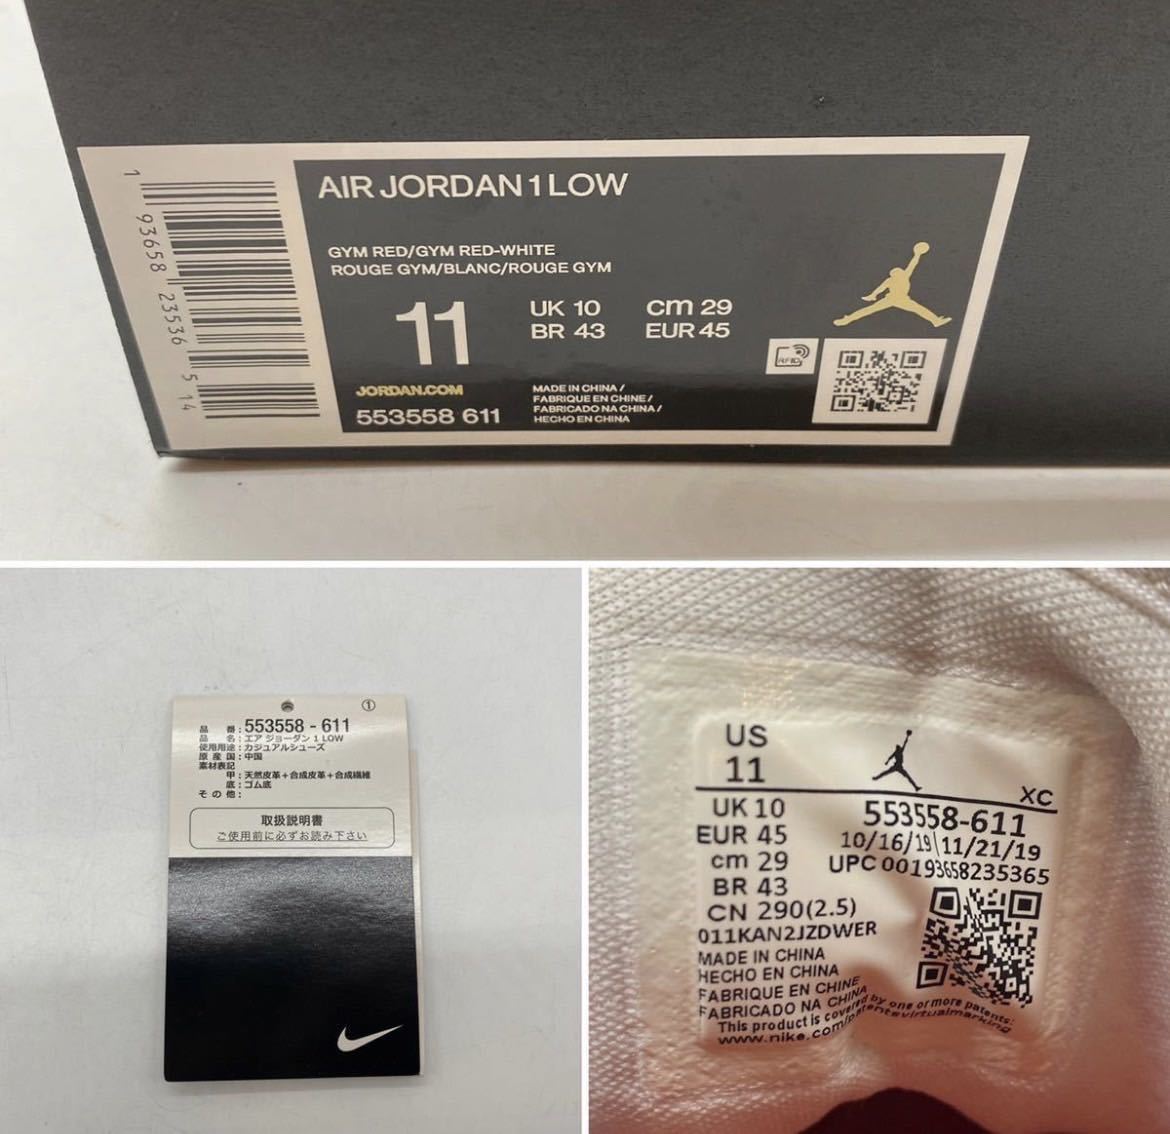 AIR JORDAN 1 LOW
GYM RED/GYM RED-WHITE
ROUGE GYM/BLANC/ROUGE GYM
11
UK 10 cm 29
BR 43 EUR 45
RFID
JORDAN.COM
553558 611
MADE IN CHINA /
FABRIQUE EN CHINE /
FABRICADO NA CHINA /
HECHO EN CHINA
1 93658 23536 5 14
①
品 番：553558 - 611
品 名：エア ジョーダン 1 LOW
使用用途：カジュアルシューズ
原 産 国：中国
素材表記
甲：天然皮革＋合成皮革＋合成繊維
底：ゴム底
そ の 他：
取扱説明書
ご使用前に必ずお読み下さい
US
11
XC
UK 10
EUR 45
cm 29
BR 43
CN 290(2.5)
553558-611
10/16/19 11/21/19
UPC 00193658235365
011KAN2JZDWER
MADE IN CHINA
HECHO EN CHINA
FABRIQUE EN CHINE
FABRICADO NA CHINA
This product is covered by one or more patents:
www.nike.com/patentsvirtualmarking